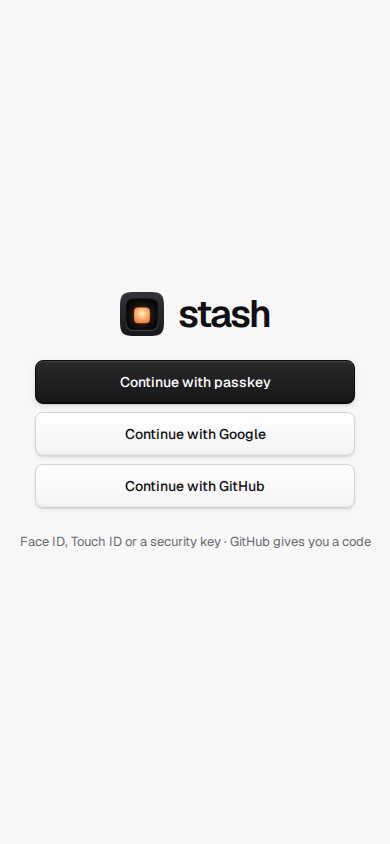 stash
Continue with passkey
Continue with Google
Continue with GitHub
Face ID, Touch ID or a security key · GitHub gives you a code